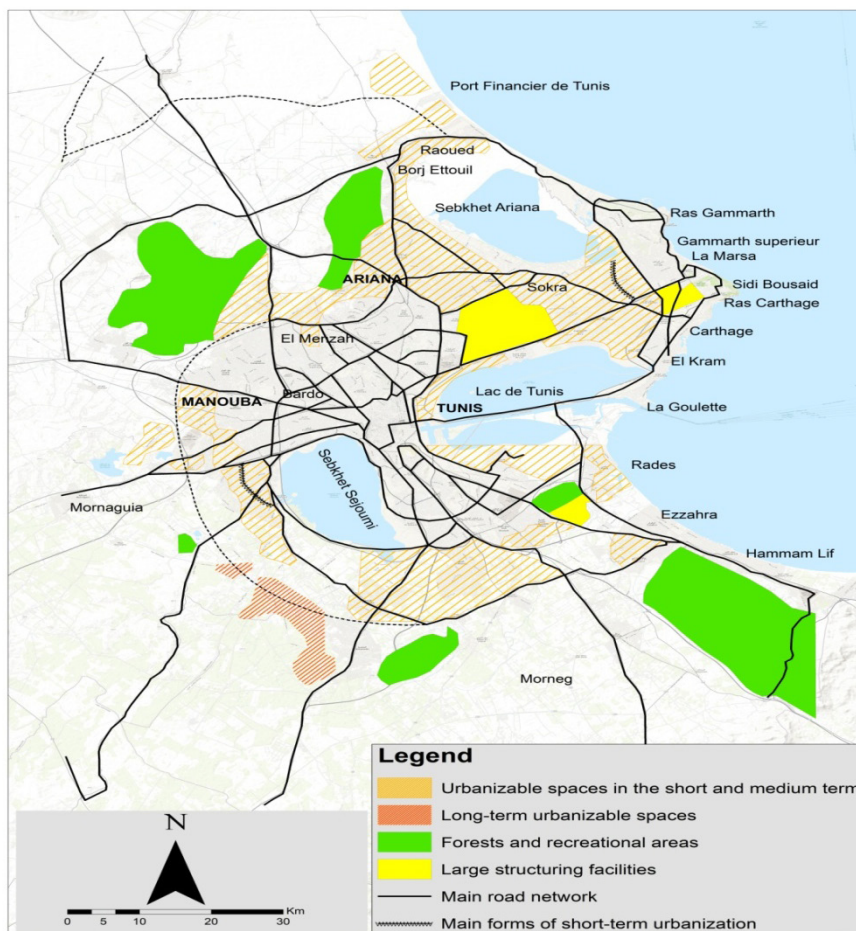 Port Financier de Tunis
Raoued
Borj Ettouil
Sebkhet Ariana
Ras Gammarth
Gammarth superieur
La Marsa
ARIANA
Sokra
Sidi Bousaid
Ras Carthage
Carthage
El Menzah
El Kram
Lac de Tunis
MANOUBA
Bardo
TUNIS
La Goulette
Sebkhet Sejoumi
Rades
Mornaguia
Ezzahra
Hammam Lif
Morneg
Legend
Urbanizable spaces in the short and medium term
Long-term urbanizable spaces
Forests and recreational areas
Large structuring facilities
Main road network
Main forms of short-term urbanization
N
Km
0 5 10 20 30